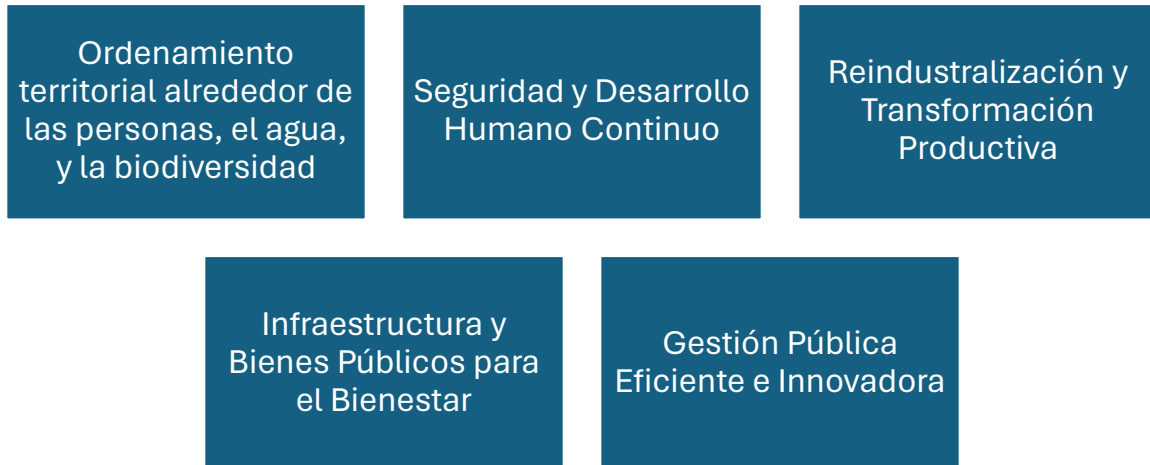 Ordenamiento
territorial alrededor de
las personas, el agua,
y la biodiversidad
Seguridad y Desarrollo
Humano Continuo
Reindustralización y
Transformación
Productiva
Infraestructura y
Bienes Públicos para
el Bienestar
Gestión Pública
Eficiente e Innovadora